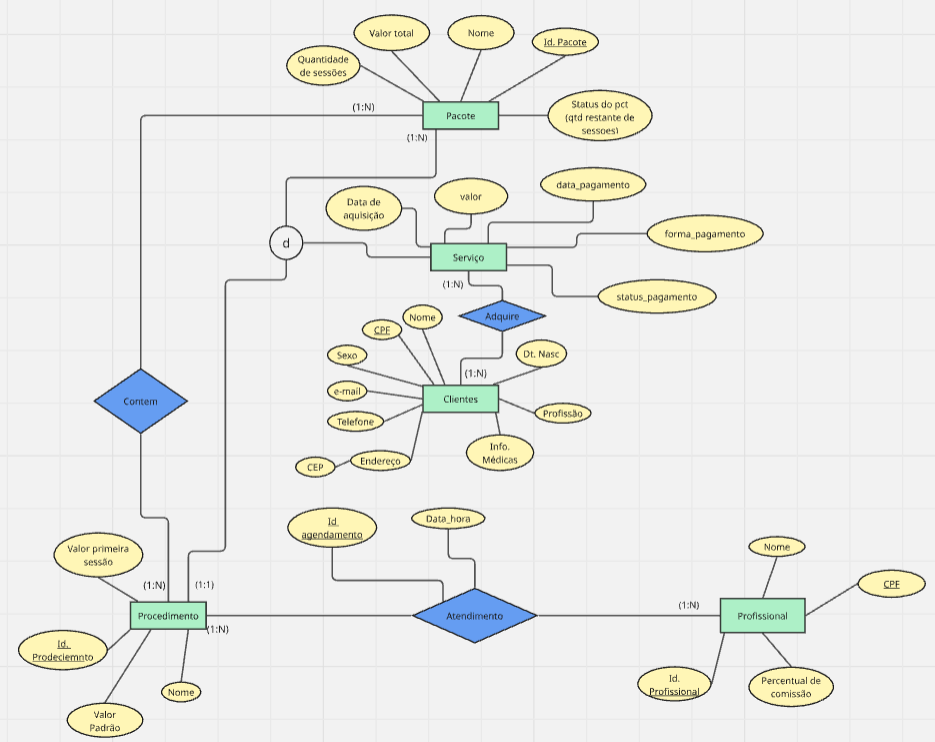 Valor total
Nome
Id. Pacote
Quantidade
de sessões
(1:N)
Pacote
Status do pct
(qtd restante de
sessoes)
(1:N)
data_pagamento
Data de
aquisição
valor
forma_pagamento
d
Serviço
(1:N)
status_pagamento
Adquire
Nome
CPF
Sexo
Dt. Nasc
(1:N)
e-mail
Clientes
Contem
Telefone
Profissão
Info.
Médicas
CEP
Endereço
Id
agendamento
Data_hora
Valor primeira
sessão
Nome
CPF
(1:N)
(1:1)
(1:N)
Procedimento
Atendimento
Profissional
(1:N)
Id.
Prodeciemnto
Nome
Id.
Profissional
Percentual de
comissão
Valor
Padrão